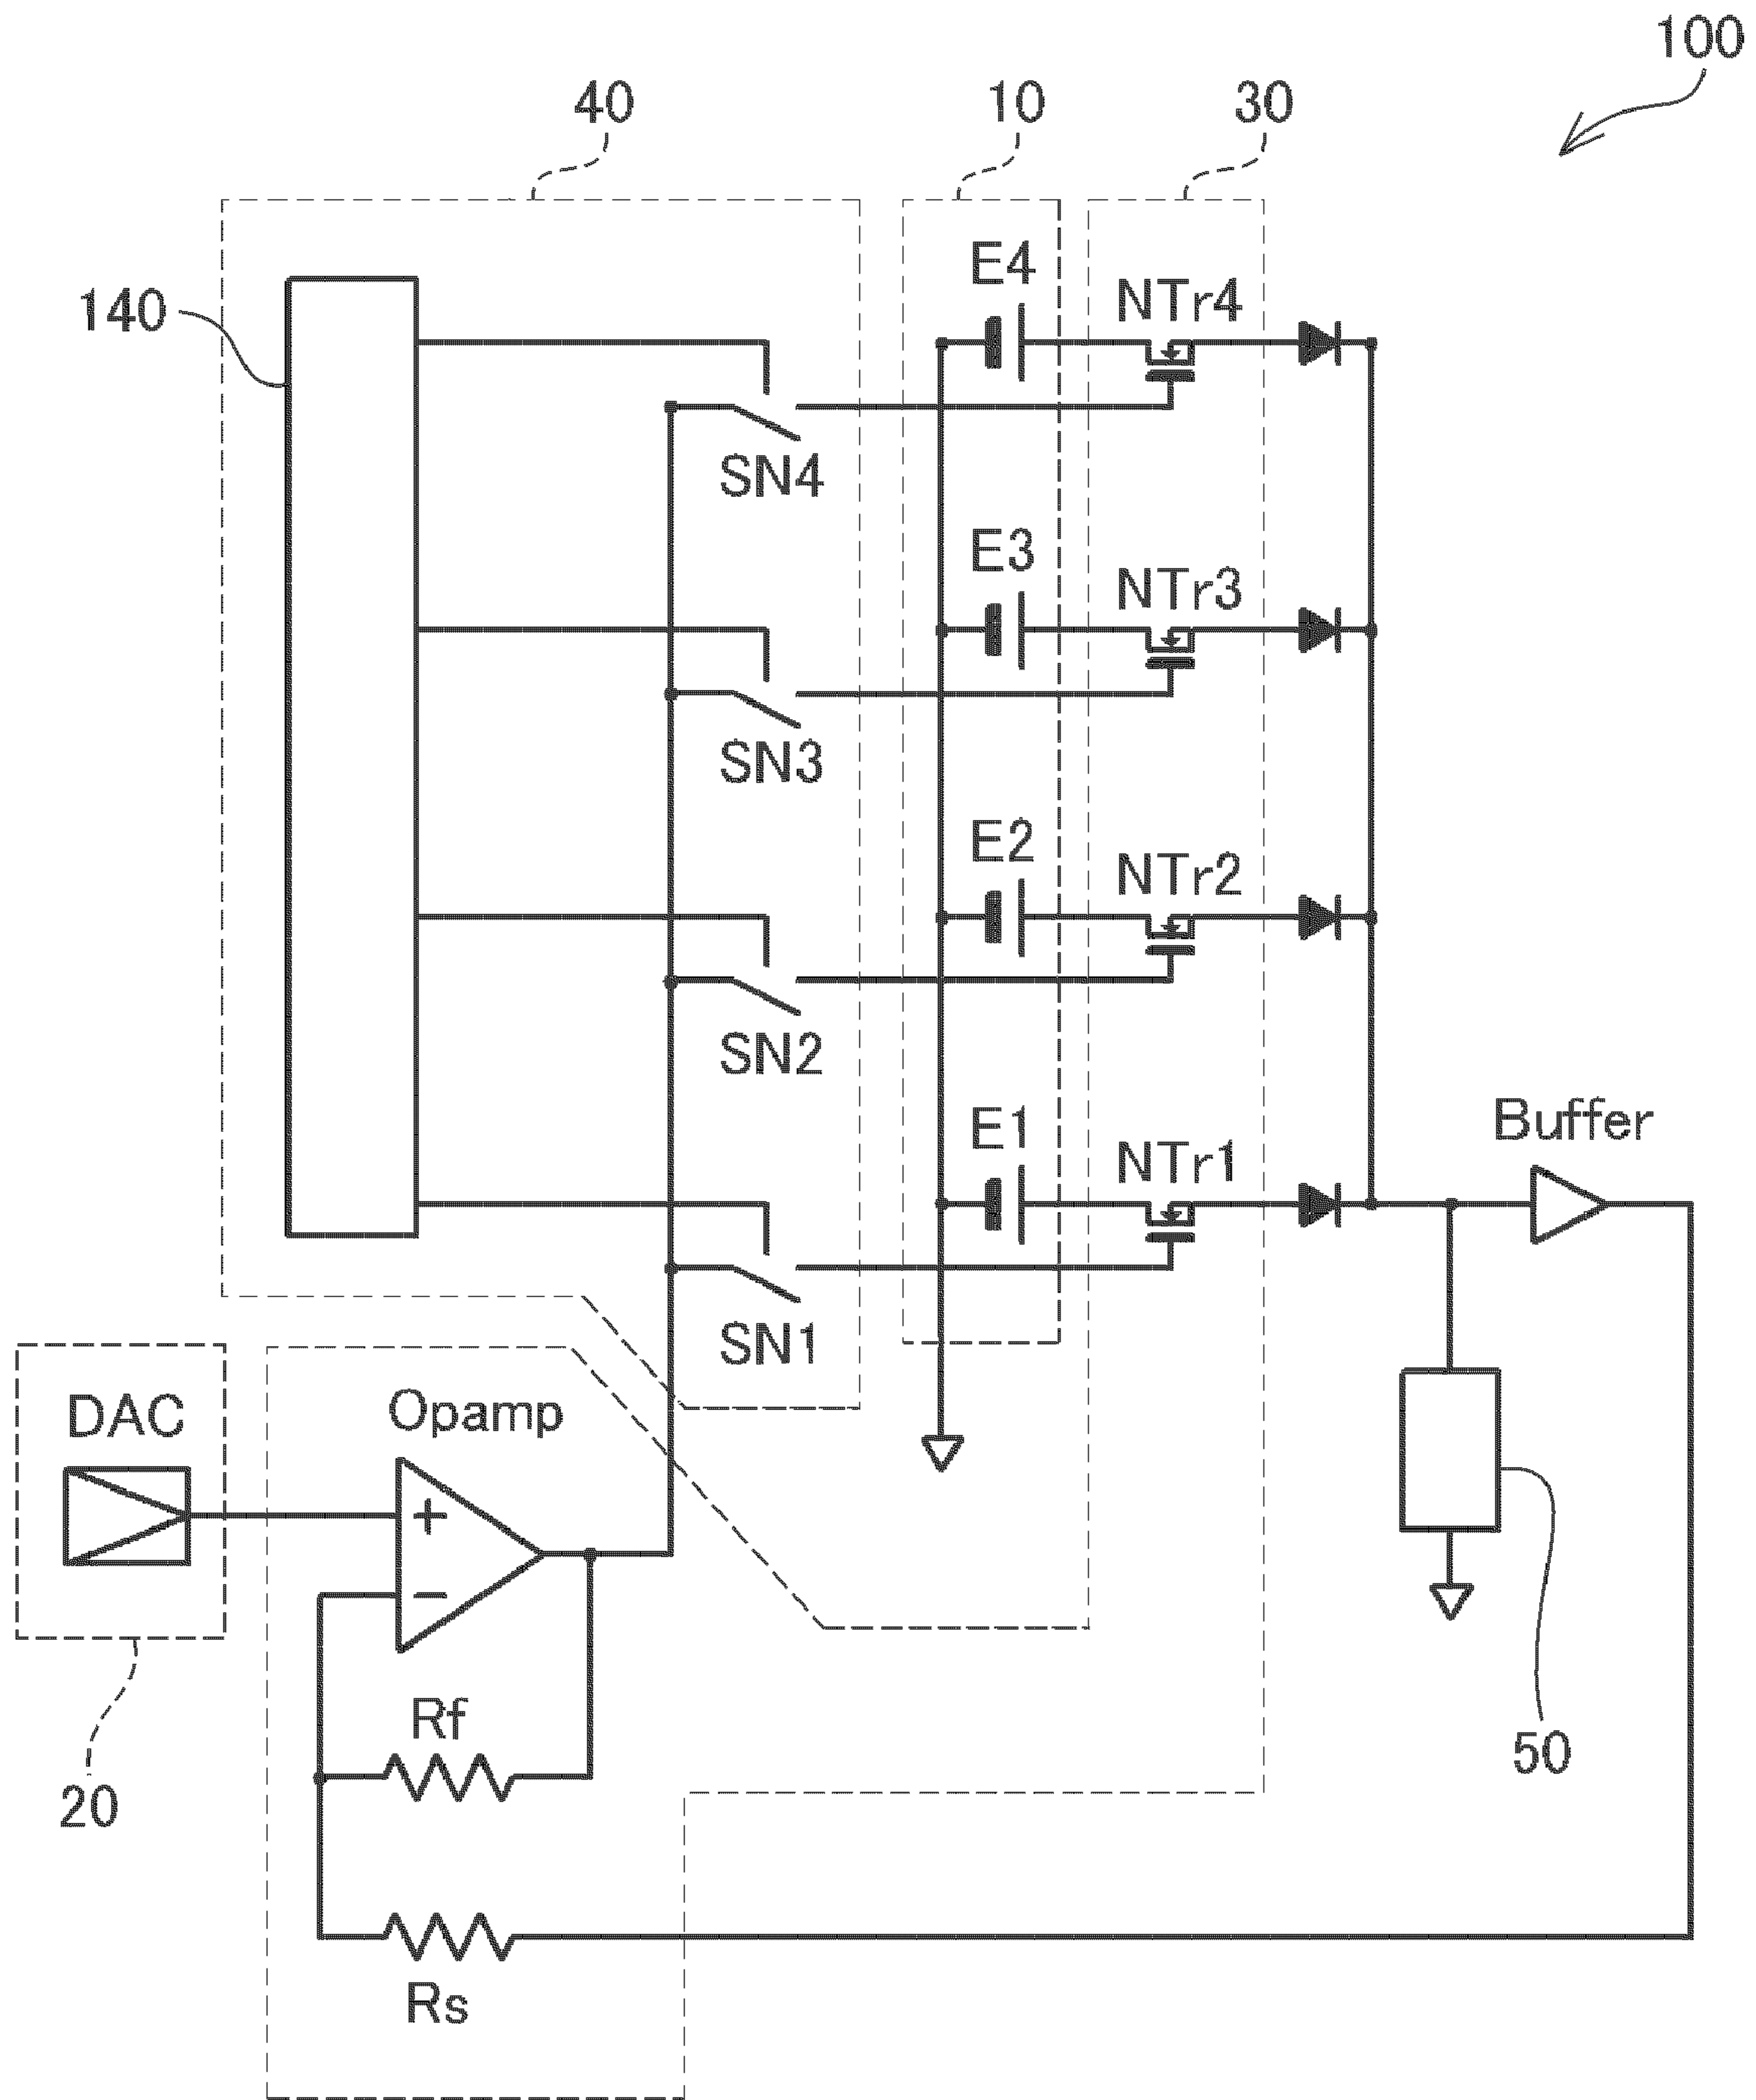 100
40
10
30
E4
NTr4
140
SN4
E3
NTr3
SN3
E2
NTr2
SN2
E1
NTr1
Buffer
SN1
DAC
Opamp
+
−
Rf
50
20
Rs